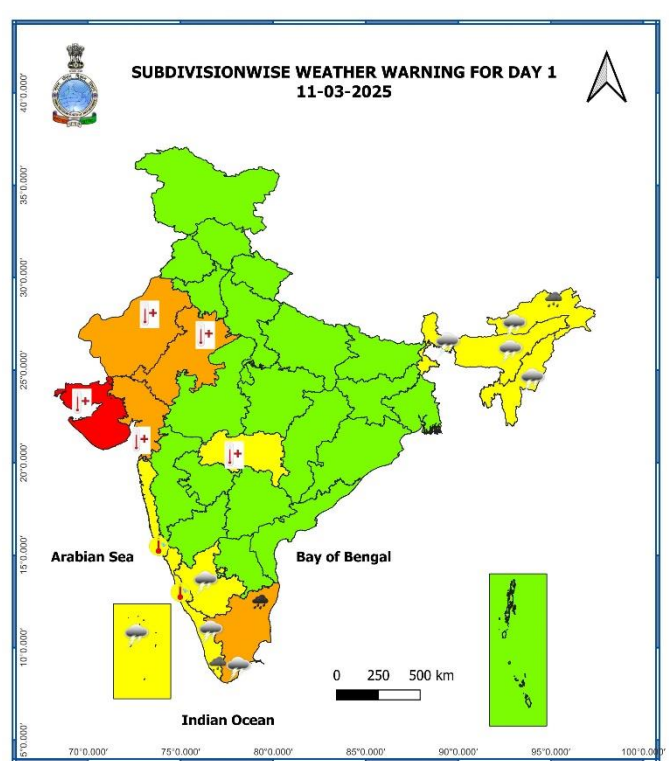 SUBDIVISIONWISE WEATHER WARNING FOR DAY 1
11-03-2025
40°0.000'
35°0.000'
30°0.000'
25°0.000'
20°0.000'
Arabian Sea
Bay of Bengal
15°0.000'
10°0.000'
0 250 500 km
Indian Ocean
5°0.000'
70°0.000' 75°0.000' 80°0.000' 85°0.000' 90°0.000' 95°0.000' 100°0.000'